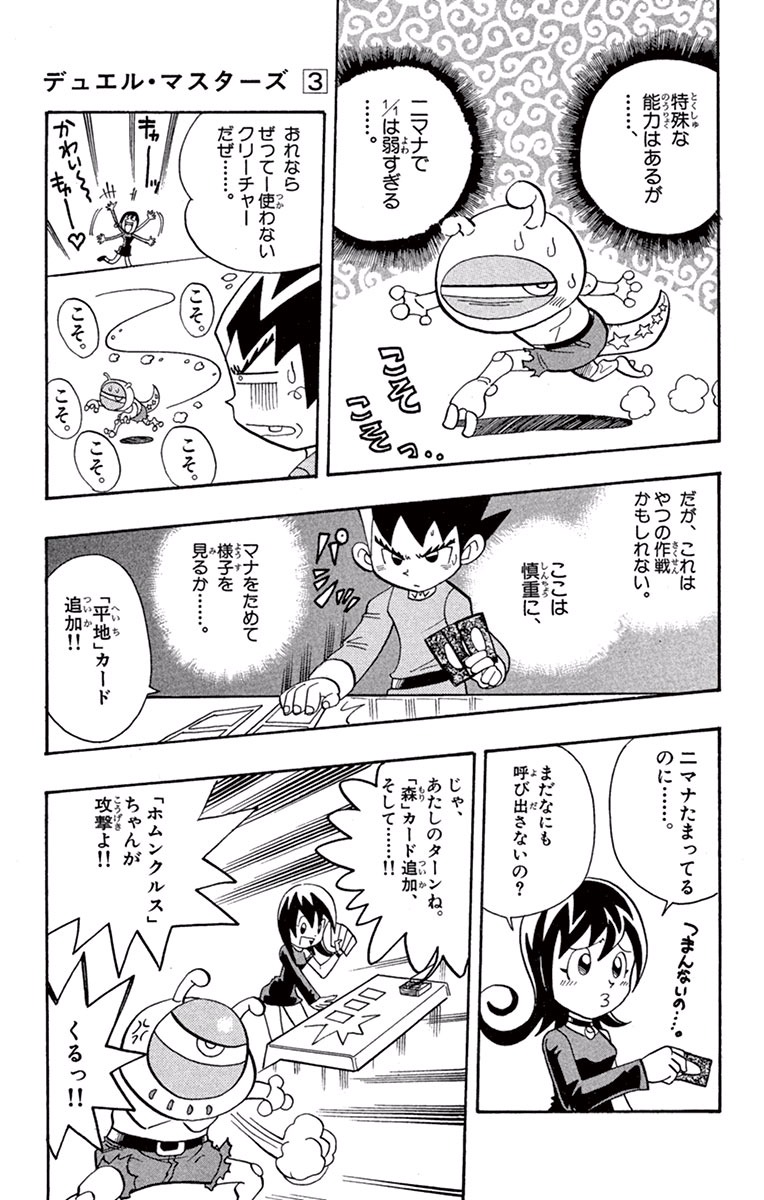 デュエル・マスターズ 3
特殊な
能力はあるが
……、
二マナで
1/1は弱すぎる
……。
こそ
こそっ‥
おれなら
ぜってー使わない
クリーチャー
だぜ……。
きゃー
かわいい〜
きゃー♡
こそ。
こそ。
こそ。
こそ。
こそ。
だが、これは
やつの作戦
かもしれない。
ここは
慎重に、
マナをためて
様子を
見るか……。
バッ
「平地」カード
追加!!
二マナたまってる
のに……。
まだなにも
呼び出さないの?
つまんないの…。
じゃ、
あたしのターンね。
「森」カード追加、
そして……!!
「ホムンクルス」
ちゃんが
攻撃よ!!
くるっ!!